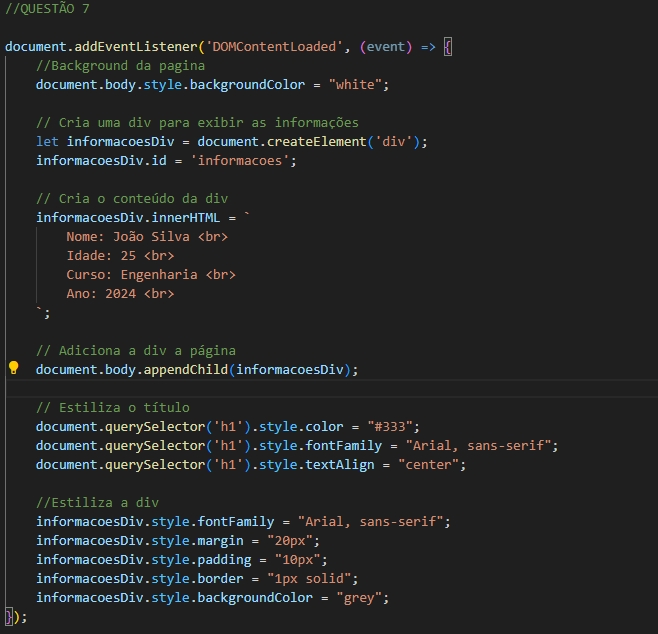 //QUESTÃO 7
document.addEventListener('DOMContentLoaded', (event) => {
//Background da pagina
document.body.style.backgroundColor = "white";
// Cria uma div para exibir as informações
let informacoesDiv = document.createElement('div');
informacoesDiv.id = 'informacoes';
// Cria o conteúdo da div
informacoesDiv.innerHTML = `
Nome: João Silva <br>
Idade: 25 <br>
Curso: Engenharia <br>
Ano: 2024 <br>
`;
// Adiciona a div a página
document.body.appendChild(informacoesDiv);
// Estiliza o título
document.querySelector('h1').style.color = "#333";
document.querySelector('h1').style.fontFamily = "Arial, sans-serif";
document.querySelector('h1').style.textAlign = "center";
//Estiliza a div
informacoesDiv.style.fontFamily = "Arial, sans-serif";
informacoesDiv.style.margin = "20px";
informacoesDiv.style.padding = "10px";
informacoesDiv.style.border = "1px solid";
informacoesDiv.style.backgroundColor = "grey";
});